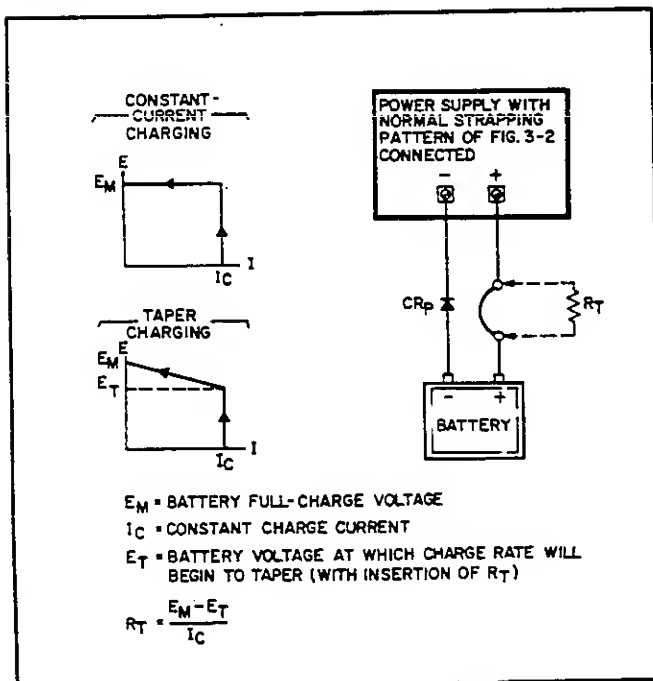 CONSTANT-
CURRENT
CHARGING
E
EM
IC I
TAPER
CHARGING
E
EM
ET
IC I
POWER SUPPLY WITH
NORMAL STRAPPING
PATTERN OF FIG. 3-2
CONNECTED
- +
CRP
RT
- +
BATTERY
EM = BATTERY FULL-CHARGE VOLTAGE
IC = CONSTANT CHARGE CURRENT
ET = BATTERY VOLTAGE AT WHICH CHARGE RATE WILL
BEGIN TO TAPER (WITH INSERTION OF RT)
RT = EM-ET
IC